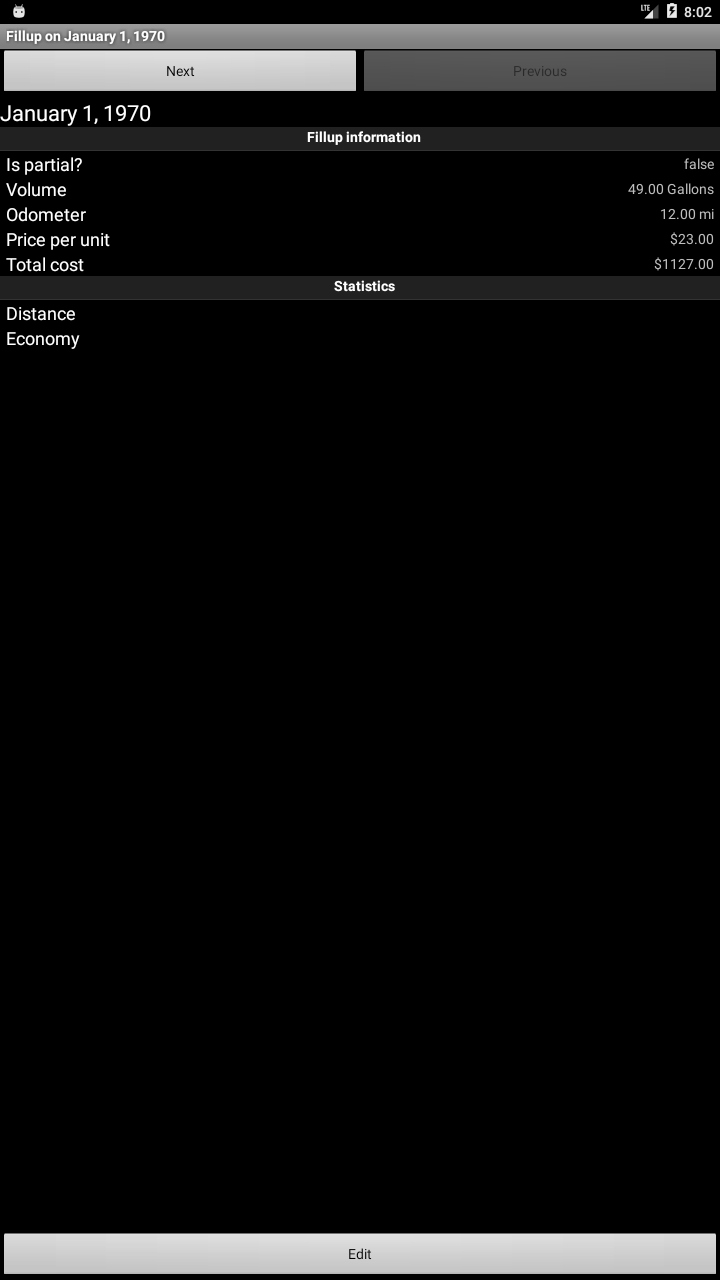 LTE 8:02
Fillup on January 1, 1970
Next Previous
January 1, 1970
Fillup information
Is partial? false
Volume 49.00 Gallons
Odometer 12.00 mi
Price per unit $23.00
Total cost $1127.00
Statistics
Distance
Economy
Edit